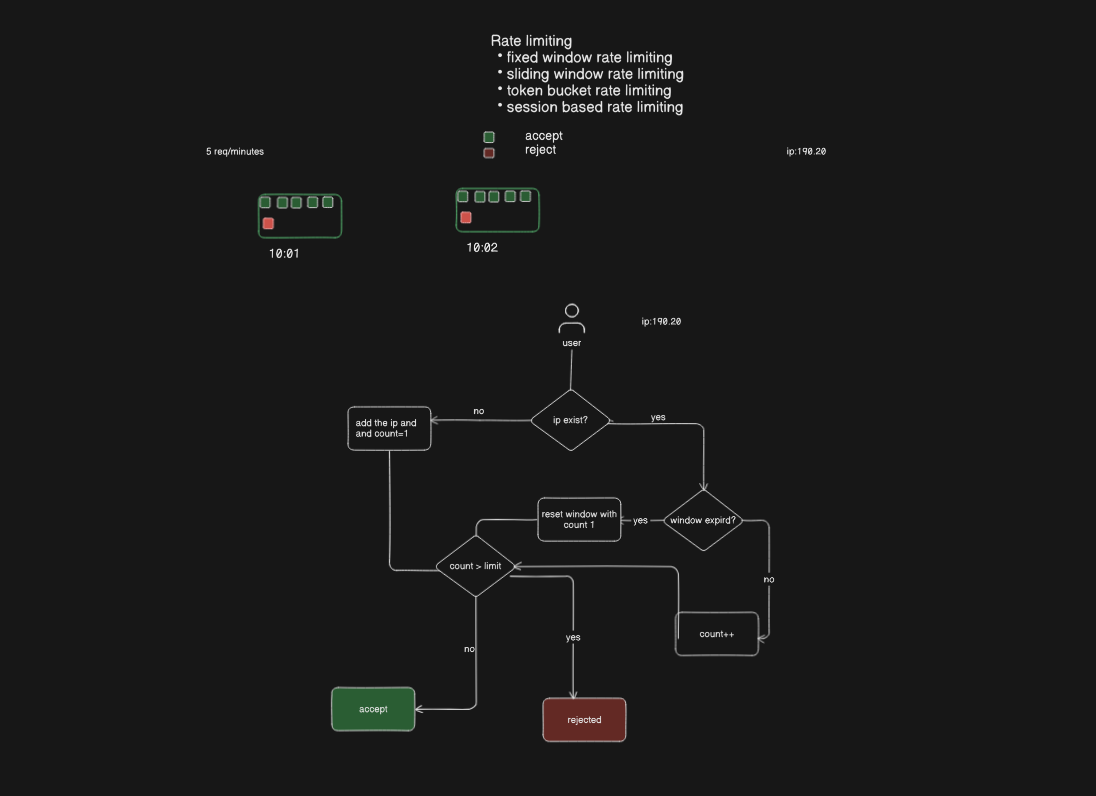 Rate limiting
• fixed window rate limiting
• sliding window rate limiting
• token bucket rate limiting
• session based rate limiting
accept
reject
5 req/minutes
ip:190.20
10:01
10:02
ip:190.20
user
ip exist?
no
yes
add the ip and
and count=1
reset window with
count 1
yes
window expird?
count > limit
no
count++
yes
no
accept
rejected